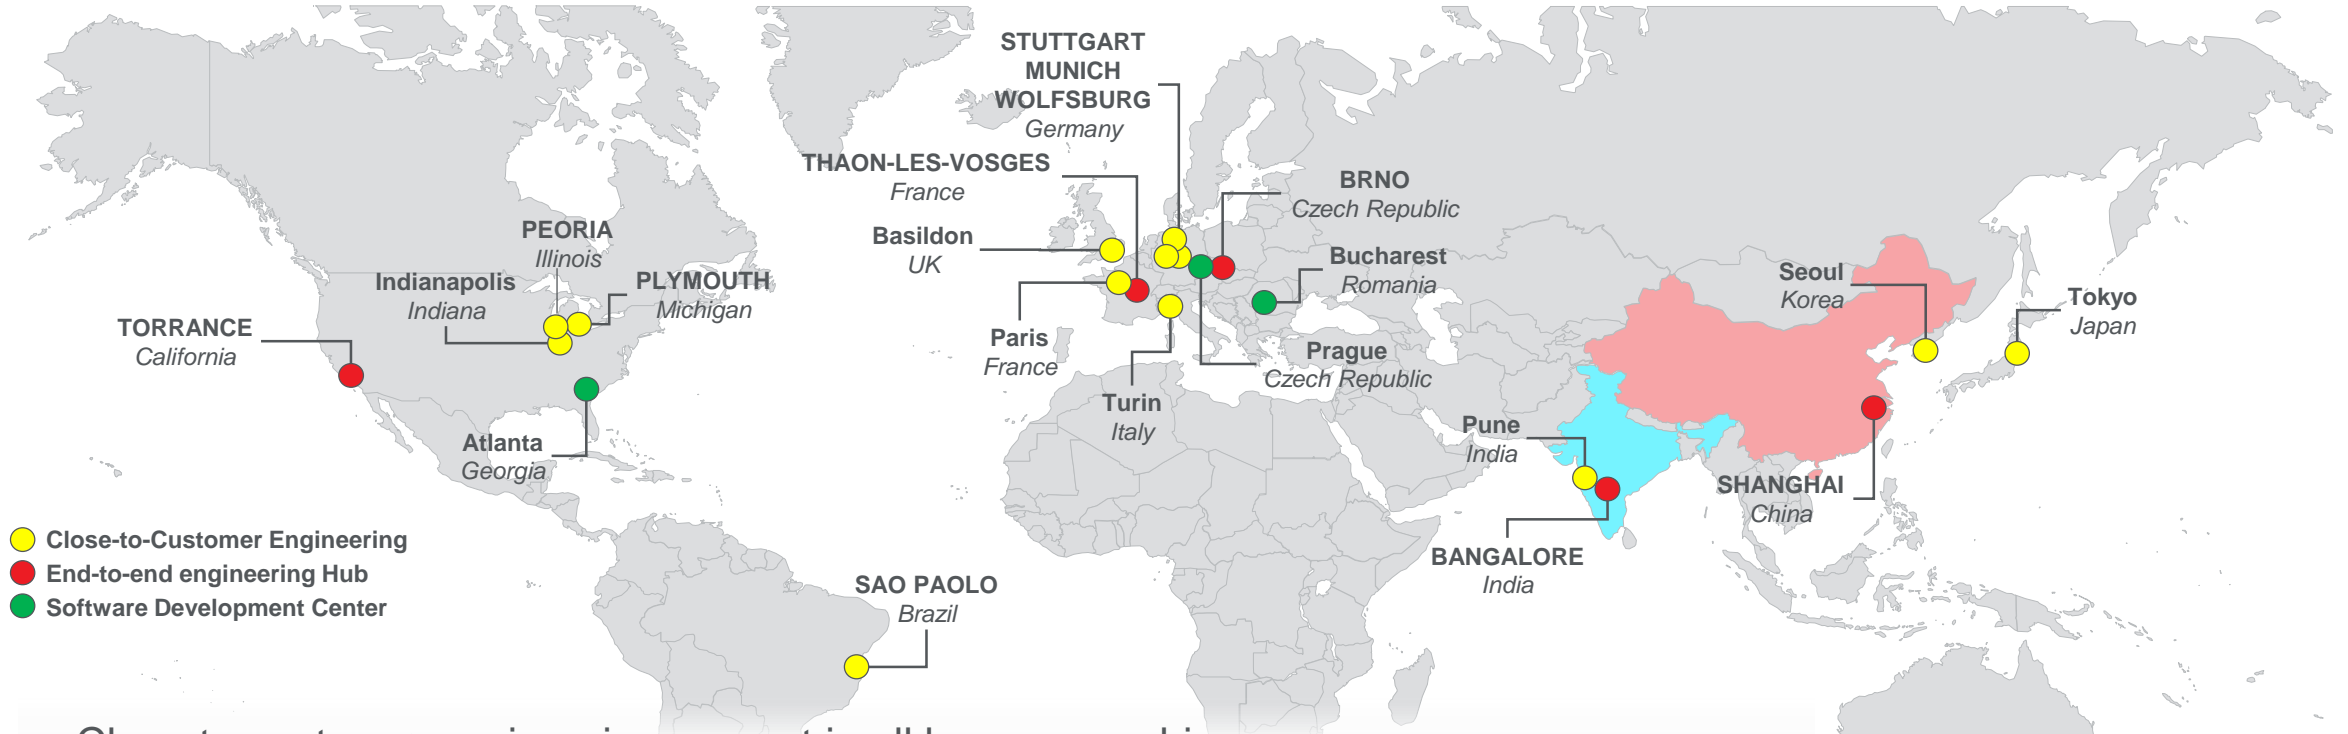 STUTTGART
MUNICH
WOLFSBURG
Germany
THAON-LES-VOSGES
France
BRNO
Czech Republic
PEORIA
Illinois
Basildon
UK
Bucharest
Romania
Indianapolis
Indiana
PLYMOUTH
Michigan
Seoul
Korea
Tokyo
Japan
TORRANCE
California
Paris
France
Prague
Czech Republic
Turin
Italy
Atlanta
Georgia
Pune
India
SHANGHAI
China
Close-to-Customer Engineering
End-to-end engineering Hub
Software Development Center
BANGALORE
India
SAO PAOLO
Brazil